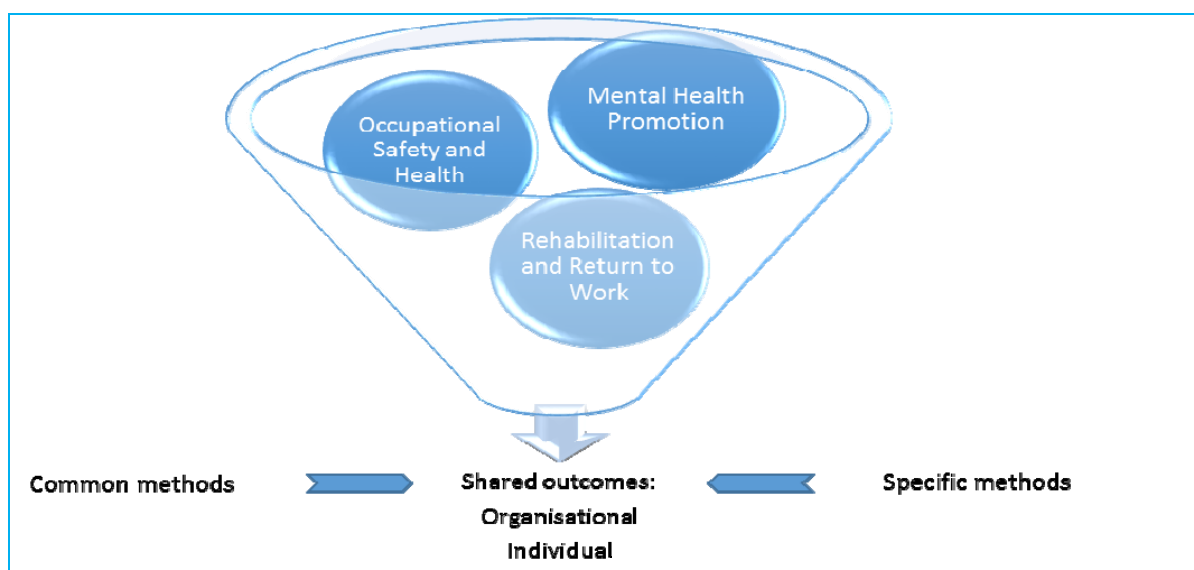 Mental Health
Promotion
Occupational
Safety and
Health
Rehabilitation
and Return to
Work
Common methods
Shared outcomes:
Organisational
Individual
Specific methods